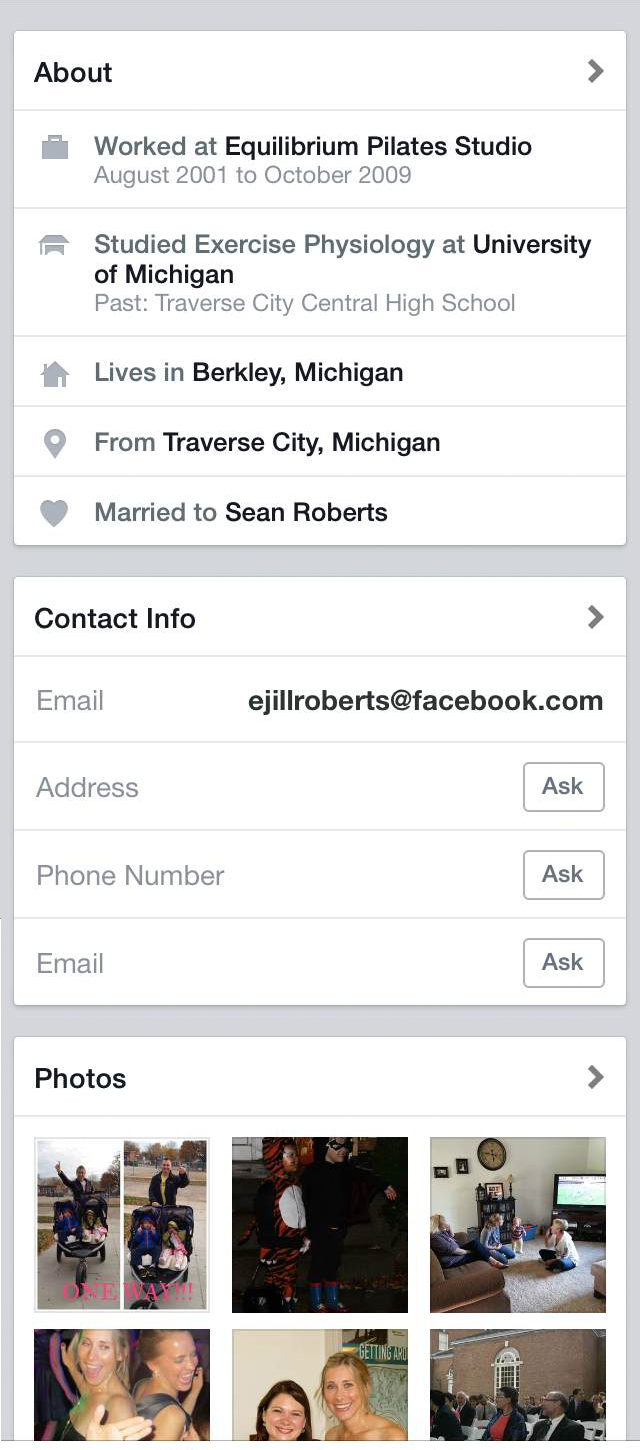 About
Worked at Equilibrium Pilates Studio
August 2001 to October 2009
Studied Exercise Physiology at University
of Michigan
Past: Traverse City Central High School
Lives in Berkley, Michigan
From Traverse City, Michigan
Married to Sean Roberts
Contact Info
Email ejillroberts@facebook.com
Address Ask
Phone Number Ask
Email Ask
Photos
ONE WAY!!!
GETTING